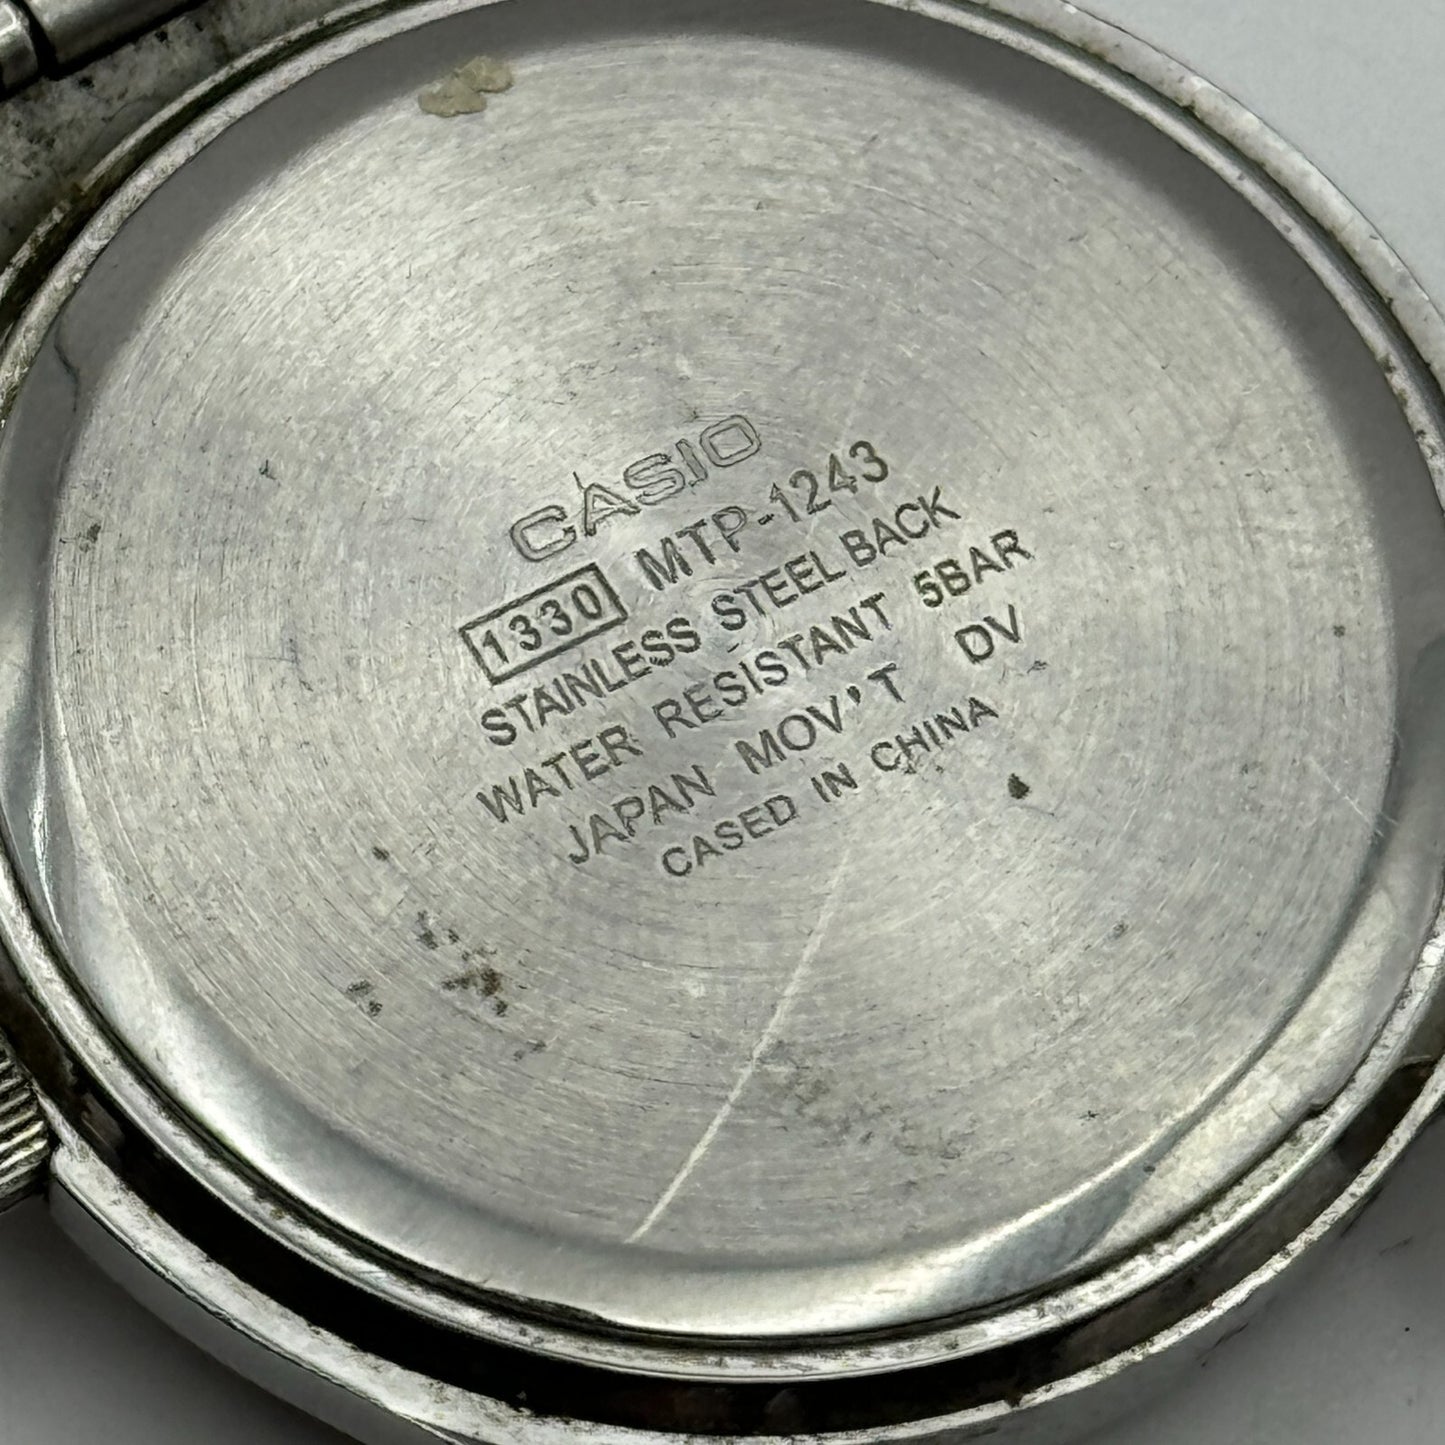 CASIO
1330 MTP-1243
STAINLESS STEEL BACK
WATER RESISTANT 5BAR
JAPAN MOV'T DV
CASED IN CHINA